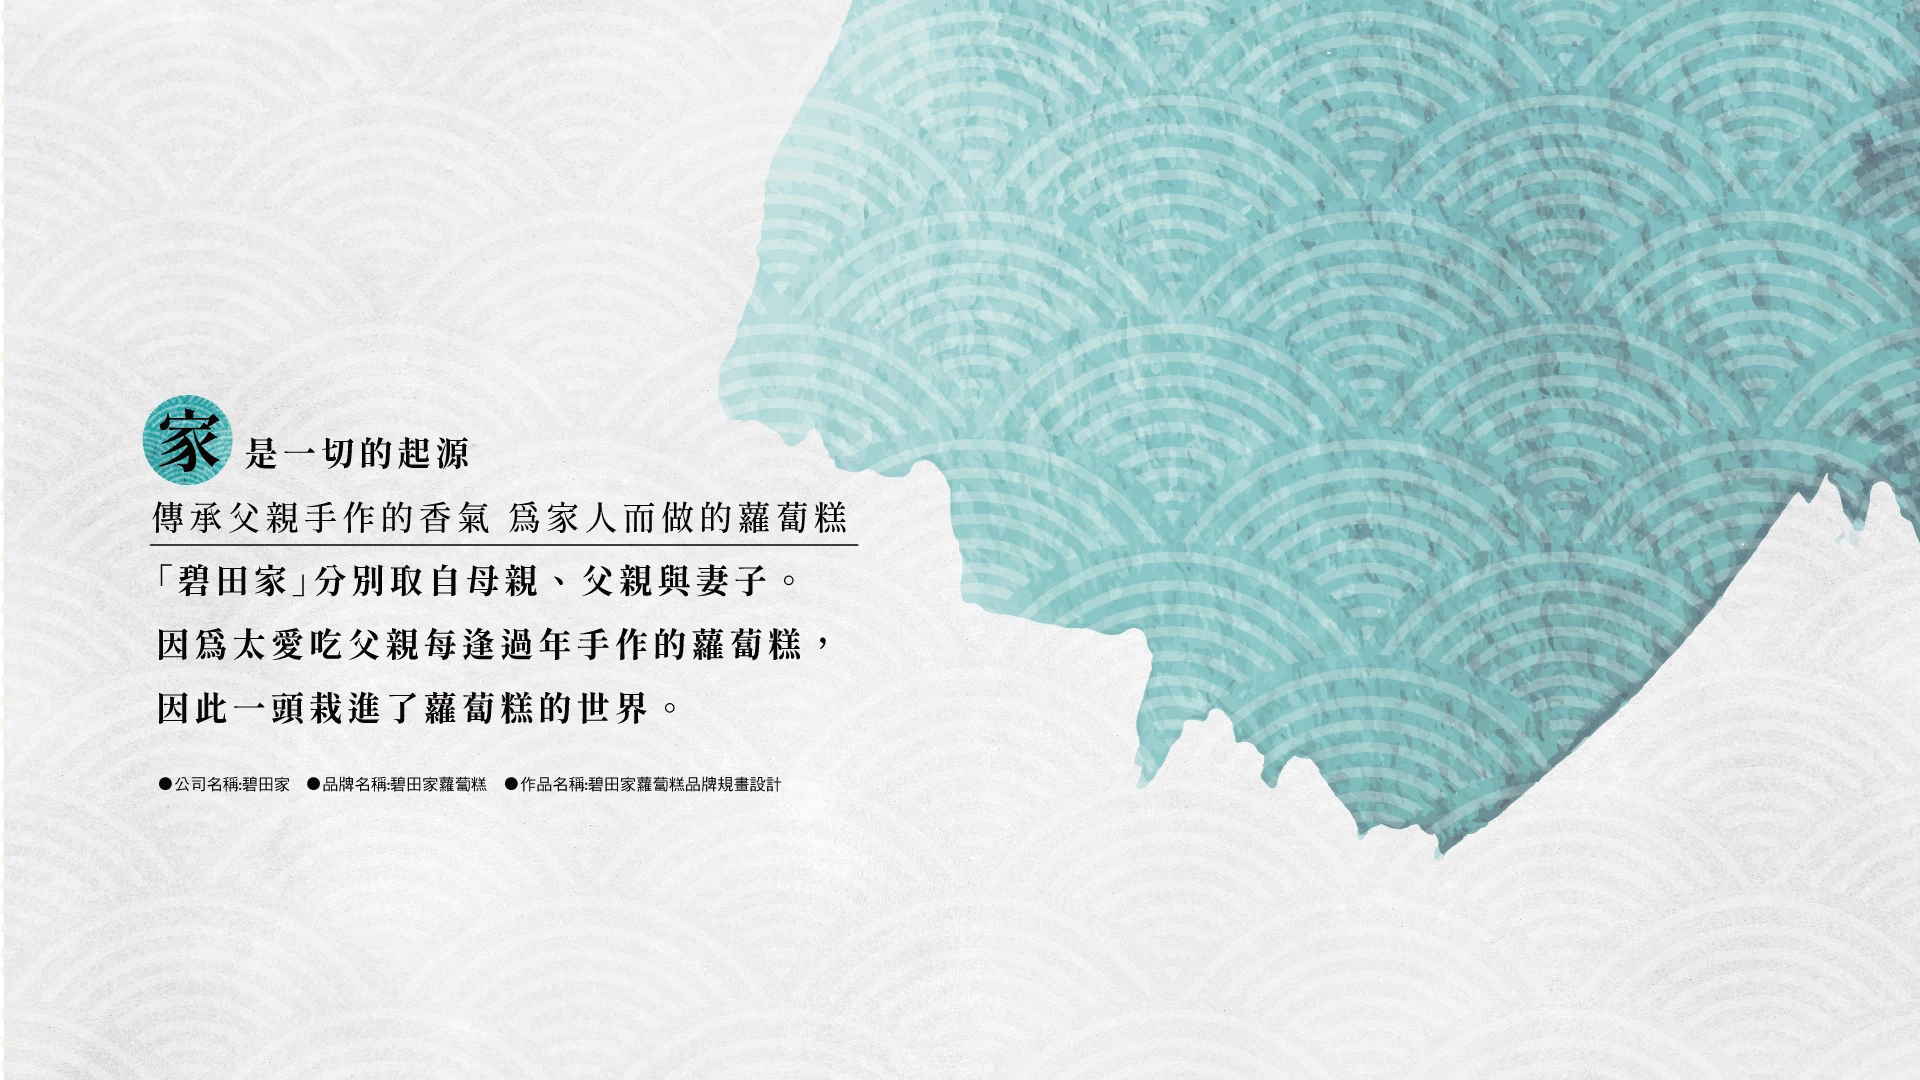 家是一切的起源
傳承父親手作的香氣 爲家人而做的蘿蔔糕
「碧田家」分別取自母親、父親與妻子。
因爲太愛吃父親每逢過年手作的蘿蔔糕，
因此一頭栽進了蘿蔔糕的世界。
●公司名稱:碧田家 ●品牌名稱:碧田家蘿蔔糕 ●作品名稱:碧田家蘿蔔糕品牌規畫設計